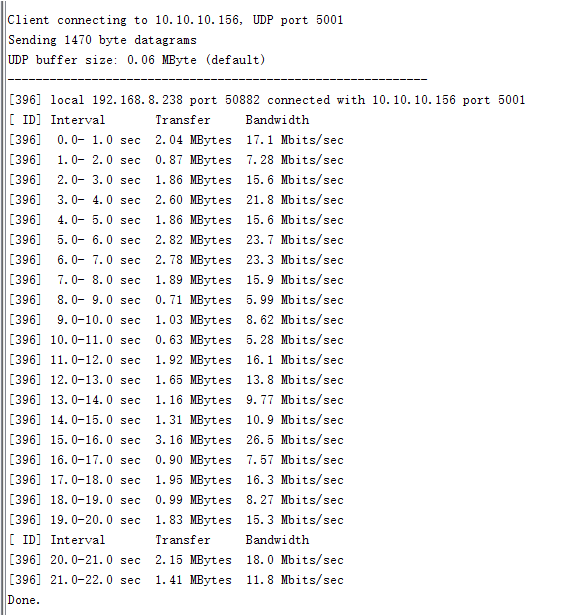 Client connecting to 10.10.10.156, UDP port 5001
Sending 1470 byte datagrams
UDP buffer size: 0.06 MByte (default)
------------------------------------------------------------
[396] local 192.168.8.238 port 50882 connected with 10.10.10.156 port 5001
[ ID] Interval       Transfer     Bandwidth
[396]  0.0- 1.0 sec  2.04 MBytes  17.1 Mbits/sec
[396]  1.0- 2.0 sec  0.87 MBytes  7.28 Mbits/sec
[396]  2.0- 3.0 sec  1.86 MBytes  15.6 Mbits/sec
[396]  3.0- 4.0 sec  2.60 MBytes  21.8 Mbits/sec
[396]  4.0- 5.0 sec  1.86 MBytes  15.6 Mbits/sec
[396]  5.0- 6.0 sec  2.82 MBytes  23.7 Mbits/sec
[396]  6.0- 7.0 sec  2.78 MBytes  23.3 Mbits/sec
[396]  7.0- 8.0 sec  1.89 MBytes  15.9 Mbits/sec
[396]  8.0- 9.0 sec  0.71 MBytes  5.99 Mbits/sec
[396]  9.0-10.0 sec  1.03 MBytes  8.62 Mbits/sec
[396] 10.0-11.0 sec  0.63 MBytes  5.28 Mbits/sec
[396] 11.0-12.0 sec  1.92 MBytes  16.1 Mbits/sec
[396] 12.0-13.0 sec  1.65 MBytes  13.8 Mbits/sec
[396] 13.0-14.0 sec  1.16 MBytes  9.77 Mbits/sec
[396] 14.0-15.0 sec  1.31 MBytes  10.9 Mbits/sec
[396] 15.0-16.0 sec  3.16 MBytes  26.5 Mbits/sec
[396] 16.0-17.0 sec  0.90 MBytes  7.57 Mbits/sec
[396] 17.0-18.0 sec  1.95 MBytes  16.3 Mbits/sec
[396] 18.0-19.0 sec  0.99 MBytes  8.27 Mbits/sec
[396] 19.0-20.0 sec  1.83 MBytes  15.3 Mbits/sec
[ ID] Interval       Transfer     Bandwidth
[396] 20.0-21.0 sec  2.15 MBytes  18.0 Mbits/sec
[396] 21.0-22.0 sec  1.41 MBytes  11.8 Mbits/sec
Done.